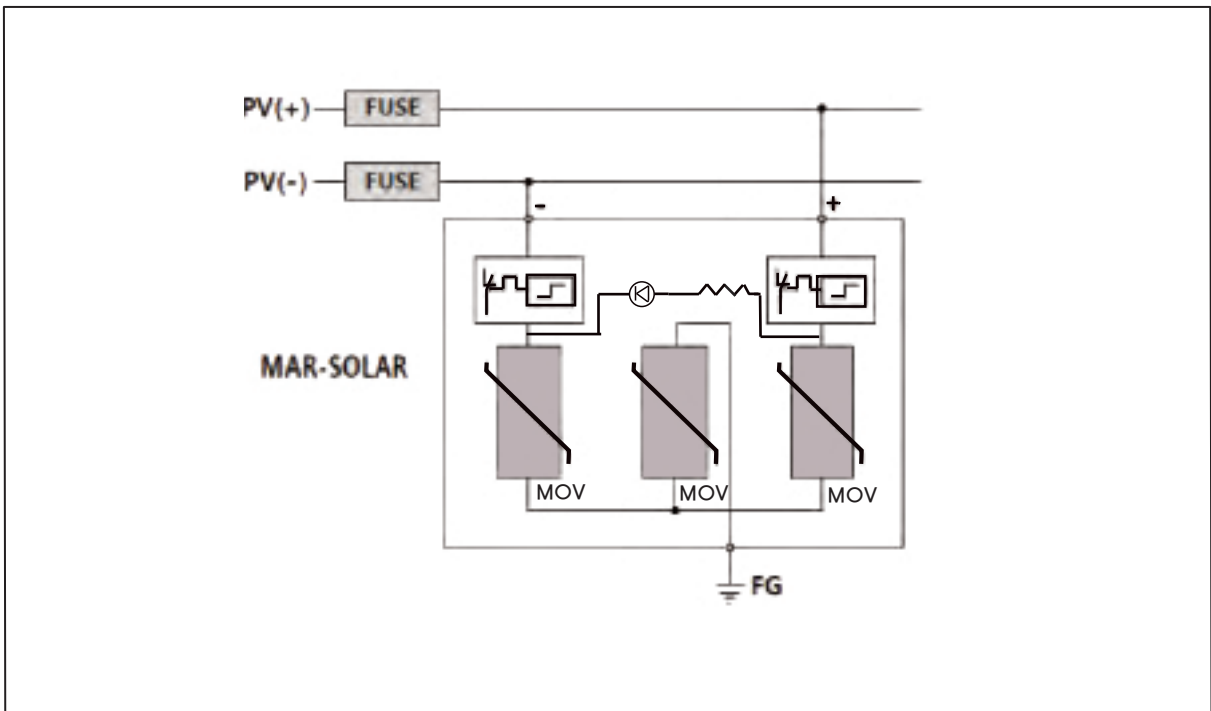 PV(+)
FUSE
PV(-)
FUSE
-
+
MAR-SOLAR
MOV
MOV
MOV
FG